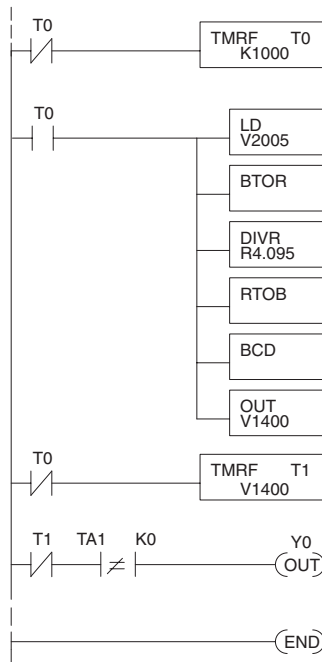 T0
TMRF T0
K1000
T0
LD
V2005
BTOR
DIVR
R4.095
RTOB
BCD
OUT
V1400
T0
TMRF T1
V1400
T1 TA1 K0 Y0
≠ OUT
END